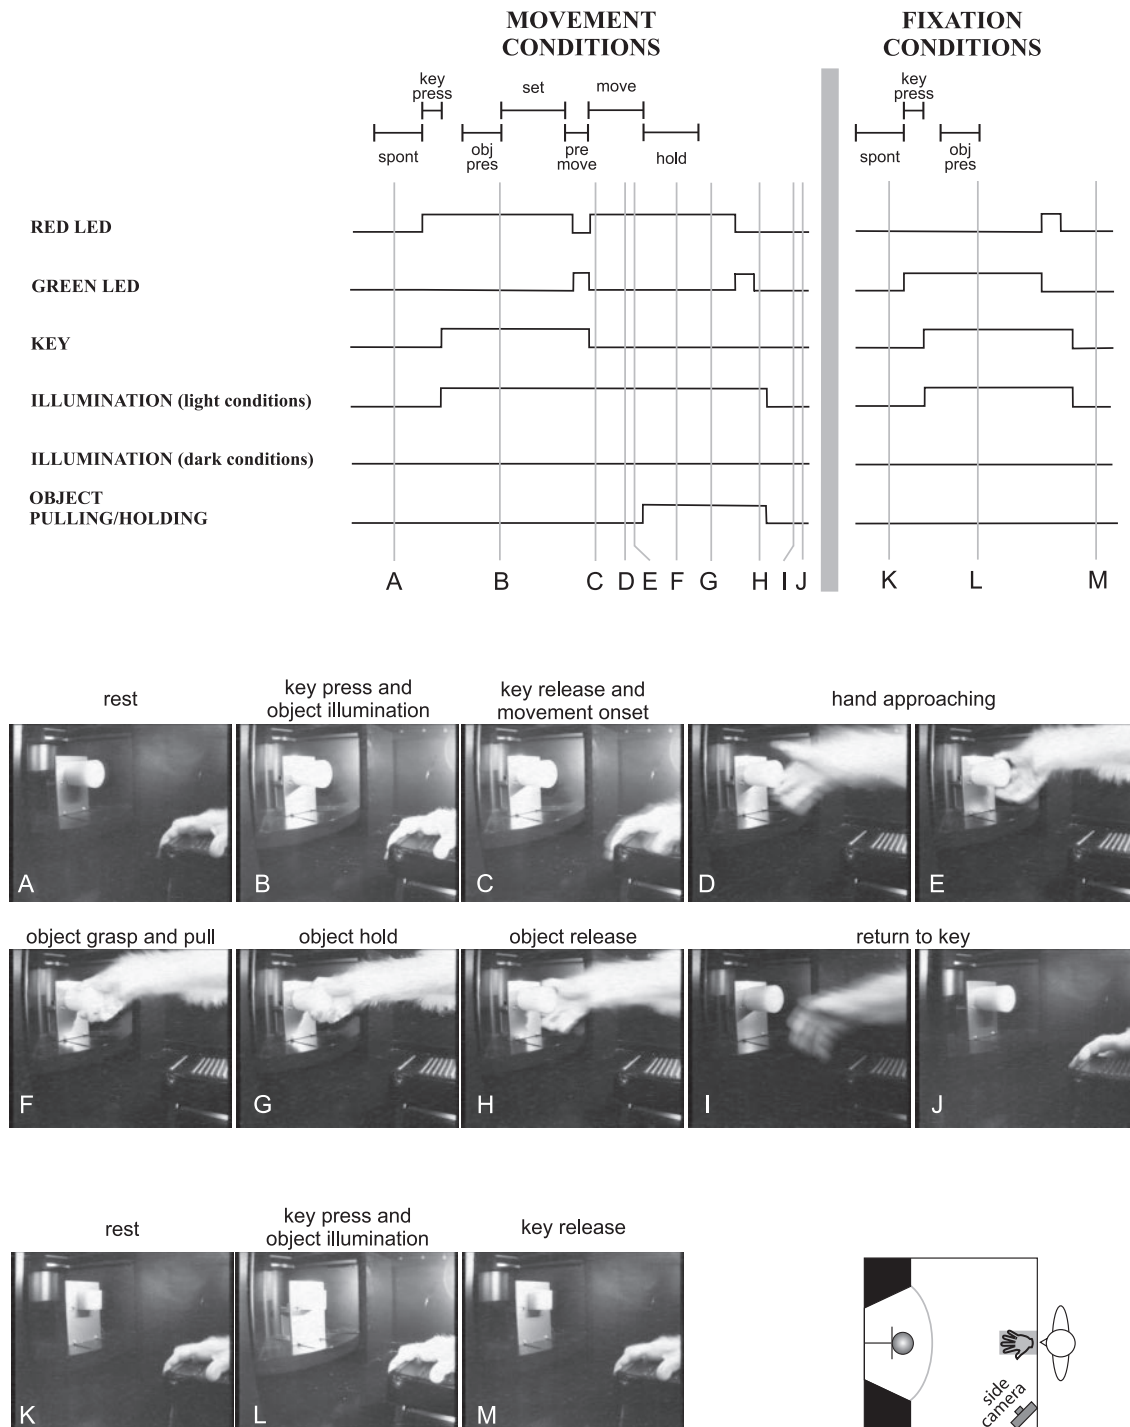 MOVEMENT
CONDITIONS
FIXATION
CONDITIONS
key
press
set
move
spont
obj
pres
pre
move
hold
key
press
spont
obj
pres
RED LED
GREEN LED
KEY
ILLUMINATION (light conditions)
ILLUMINATION (dark conditions)
OBJECT
PULLING/HOLDING
A B C D E F G H I J K L M
rest
key press and
object illumination
key release and
movement onset
hand approaching
A B C D E
object grasp and pull object hold object release return to key
F G H I J
rest
key press and
object illumination
key release
K L M
side
camera